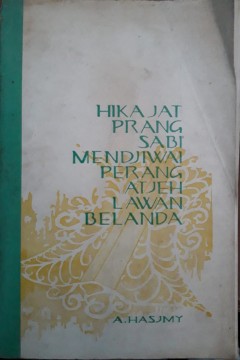 HIKAJAT
PRANG
SABI
MENDJIWAI
PERANG
ATJEH
LAWAN
BELANDA
A. HASJMY